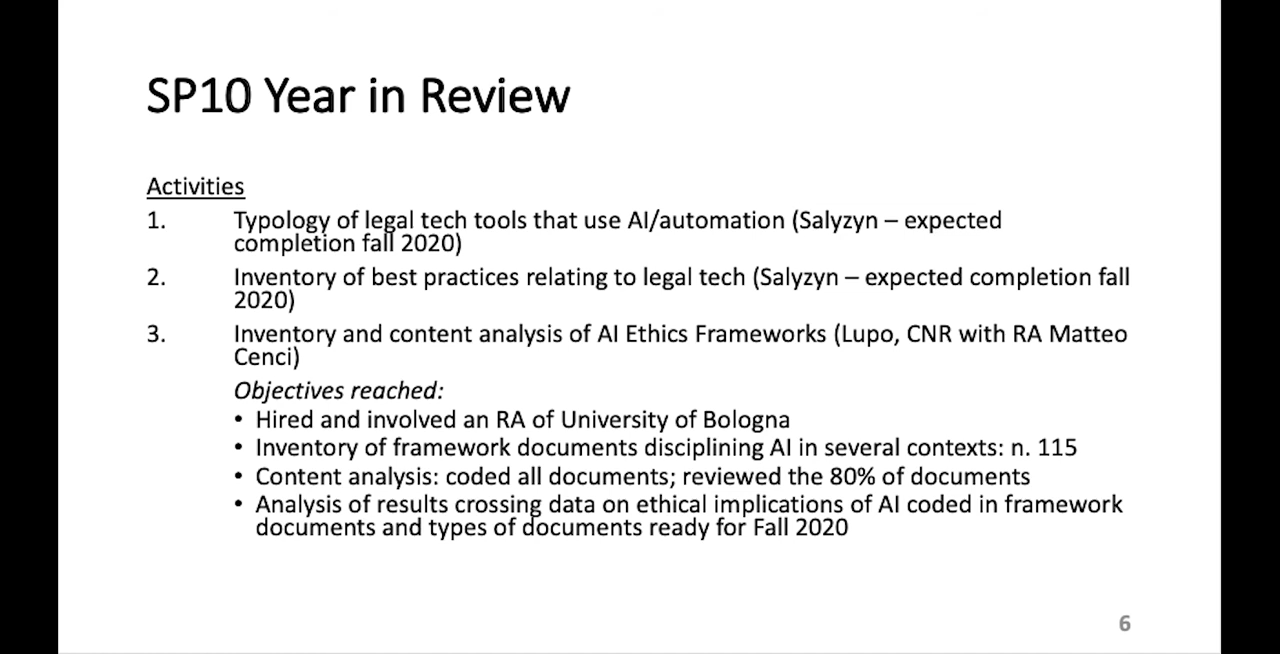 SP10 Year in Review
Activities
1. Typology of legal tech tools that use AI/automation (Salyzyn – expected
completion fall 2020)
2. Inventory of best practices relating to legal tech (Salyzyn – expected completion fall
2020)
3. Inventory and content analysis of AI Ethics Frameworks (Lupo, CNR with RA Matteo
Cenci)
Objectives reached:
• Hired and involved an RA of University of Bologna
• Inventory of framework documents disciplining AI in several contexts: n. 115
• Content analysis: coded all documents; reviewed the 80% of documents
• Analysis of results crossing data on ethical implications of AI coded in framework
documents and types of documents ready for Fall 2020
6